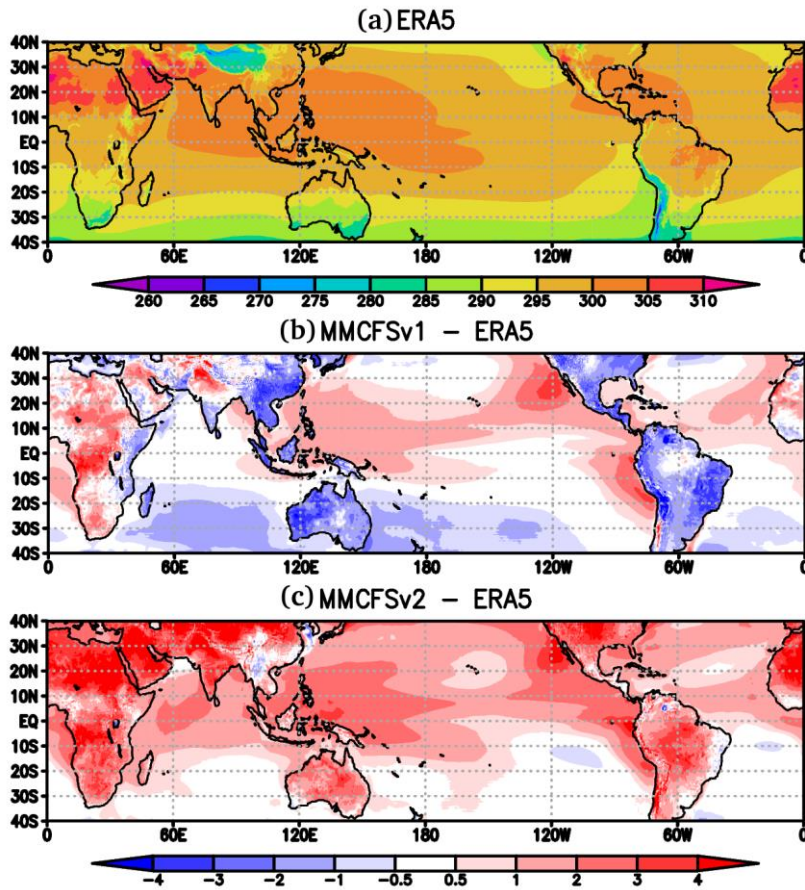 (a) ERA5
40N
30N
20N
10N
EQ
10S
20S
30S
40S
0 60E 120E 180 120W 60W 0
260 265 270 275 280 285 290 295 300 305 310
(b) MMCFSv1 - ERA5
40N
30N
20N
10N
EQ
10S
20S
30S
40S
0 60E 120E 180 120W 60W 0
(c) MMCFSv2 - ERA5
40N
30N
20N
10N
EQ
10S
20S
30S
40S
0 60E 120E 180 120W 60W 0
-4 -3 -2 -1 -0.5 0.5 1 2 3 4